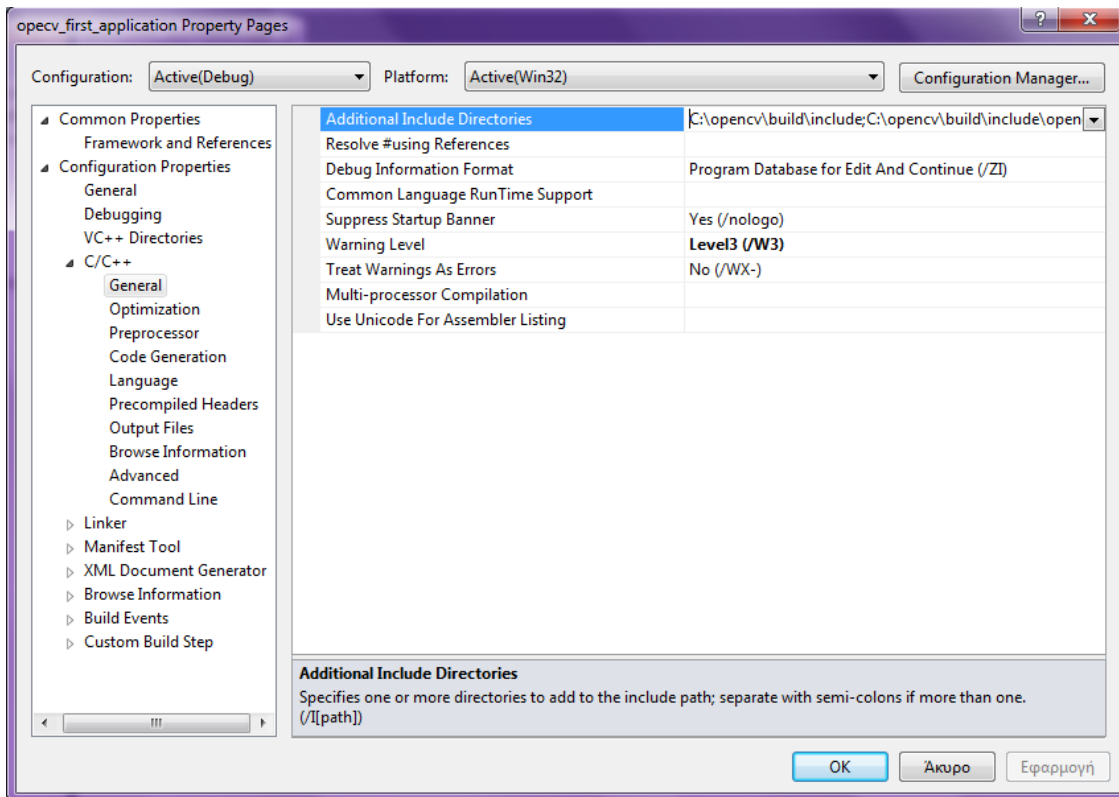 opecv_first_application Property Pages
Configuration: Active(Debug) Platform: Active(Win32) Configuration Manager...
Common Properties
Framework and References
Configuration Properties
General
Debugging
VC++ Directories
C/C++
General
Optimization
Preprocessor
Code Generation
Language
Precompiled Headers
Output Files
Browse Information
Advanced
Command Line
Linker
Manifest Tool
XML Document Generator
Browse Information
Build Events
Custom Build Step
Additional Include Directories C:\opencv\build\include;C:\opencv\build\include\open
Resolve #using References
Debug Information Format Program Database for Edit And Continue (/ZI)
Common Language RunTime Support
Suppress Startup Banner Yes (/nologo)
Warning Level Level3 (/W3)
Treat Warnings As Errors No (/WX-)
Multi-processor Compilation
Use Unicode For Assembler Listing
Additional Include Directories
Specifies one or more directories to add to the include path; separate with semi-colons if more than one.
(/I[path])
OK Άκυρο Εφαρμογή